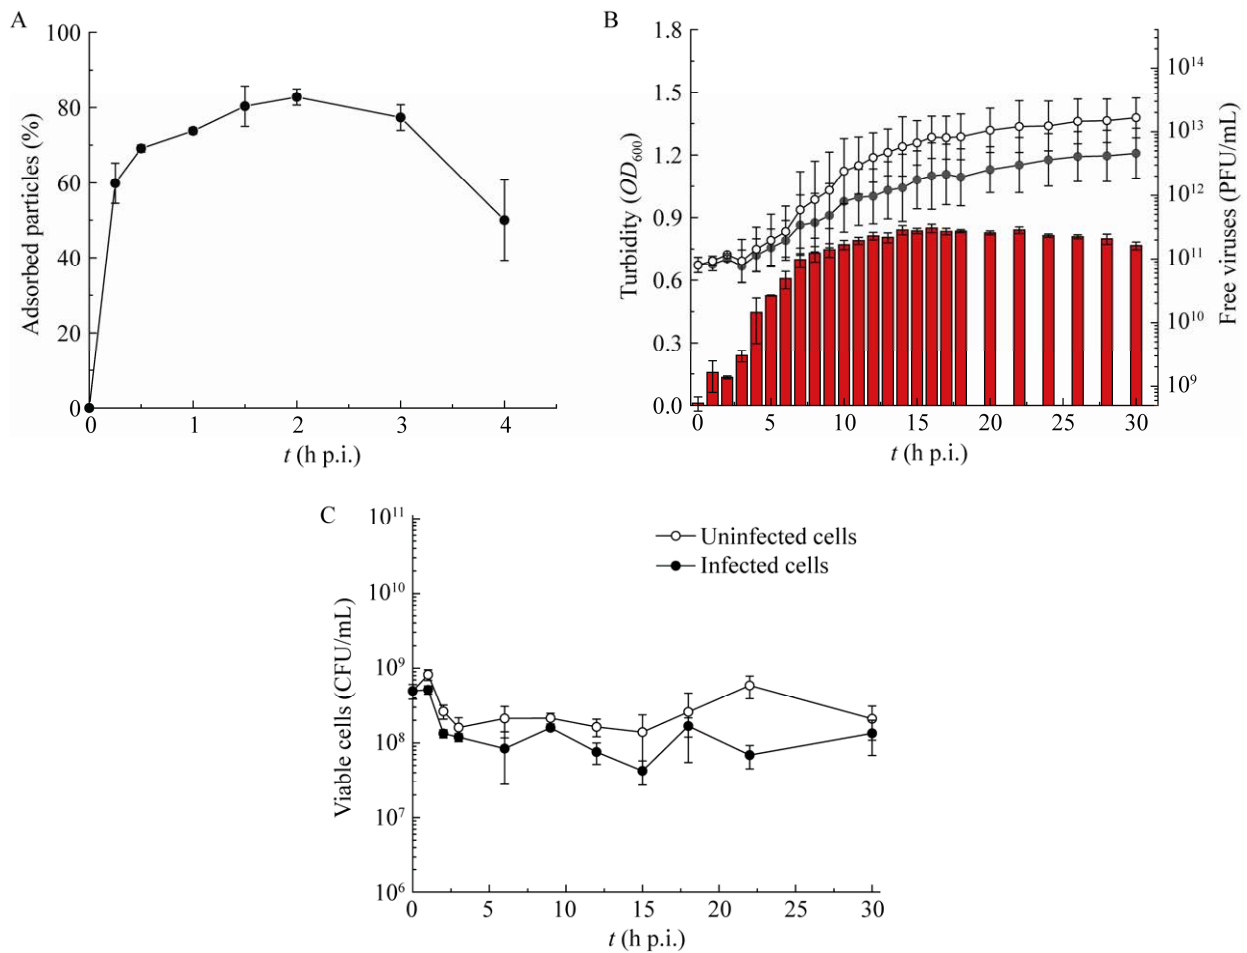 A
100
80
60
40
20
0
Adsorbed particles (%)
0 1 2 3 4
t (h p.i.)
B
1.8
1.5
1.2
0.9
0.6
0.3
0.0
Turbidity (OD600)
10^14
10^13
10^12
10^11
10^10
10^9
Free viruses (PFU/mL)
0 5 10 15 20 25 30
t (h p.i.)
C
10^11
10^10
10^9
10^8
10^7
10^6
Viable cells (CFU/mL)
Uninfected cells
Infected cells
0 5 10 15 20 25 30
t (h p.i.)